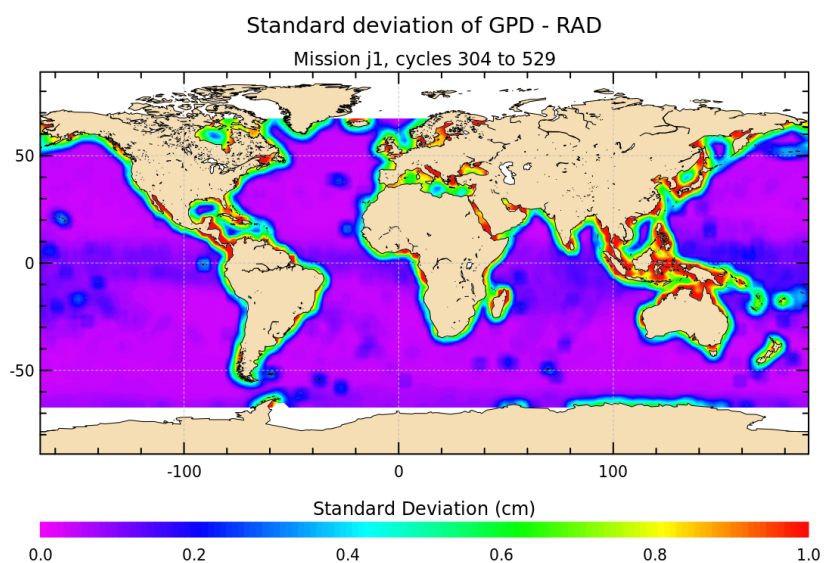 Standard deviation of GPD - RAD
Mission j1, cycles 304 to 529
50
0
-50
-100 0 100
Standard Deviation (cm)
0.0 0.2 0.4 0.6 0.8 1.0